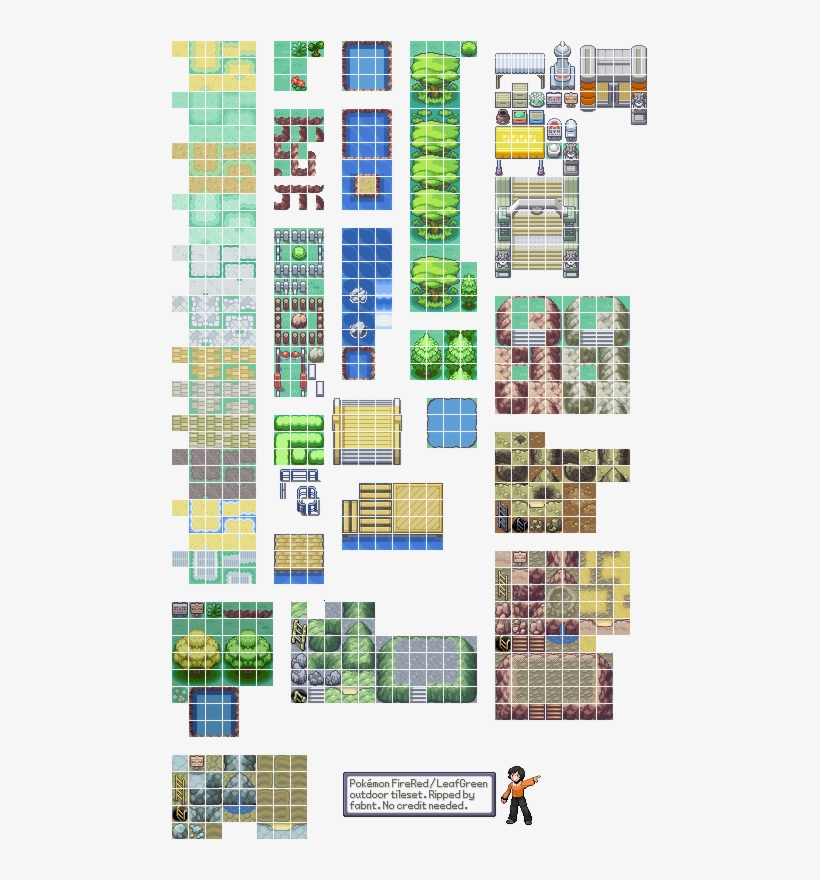 Pokémon FireRed/LeafGreen
outdoor tileset. Ripped by
fabnt. No credit needed.